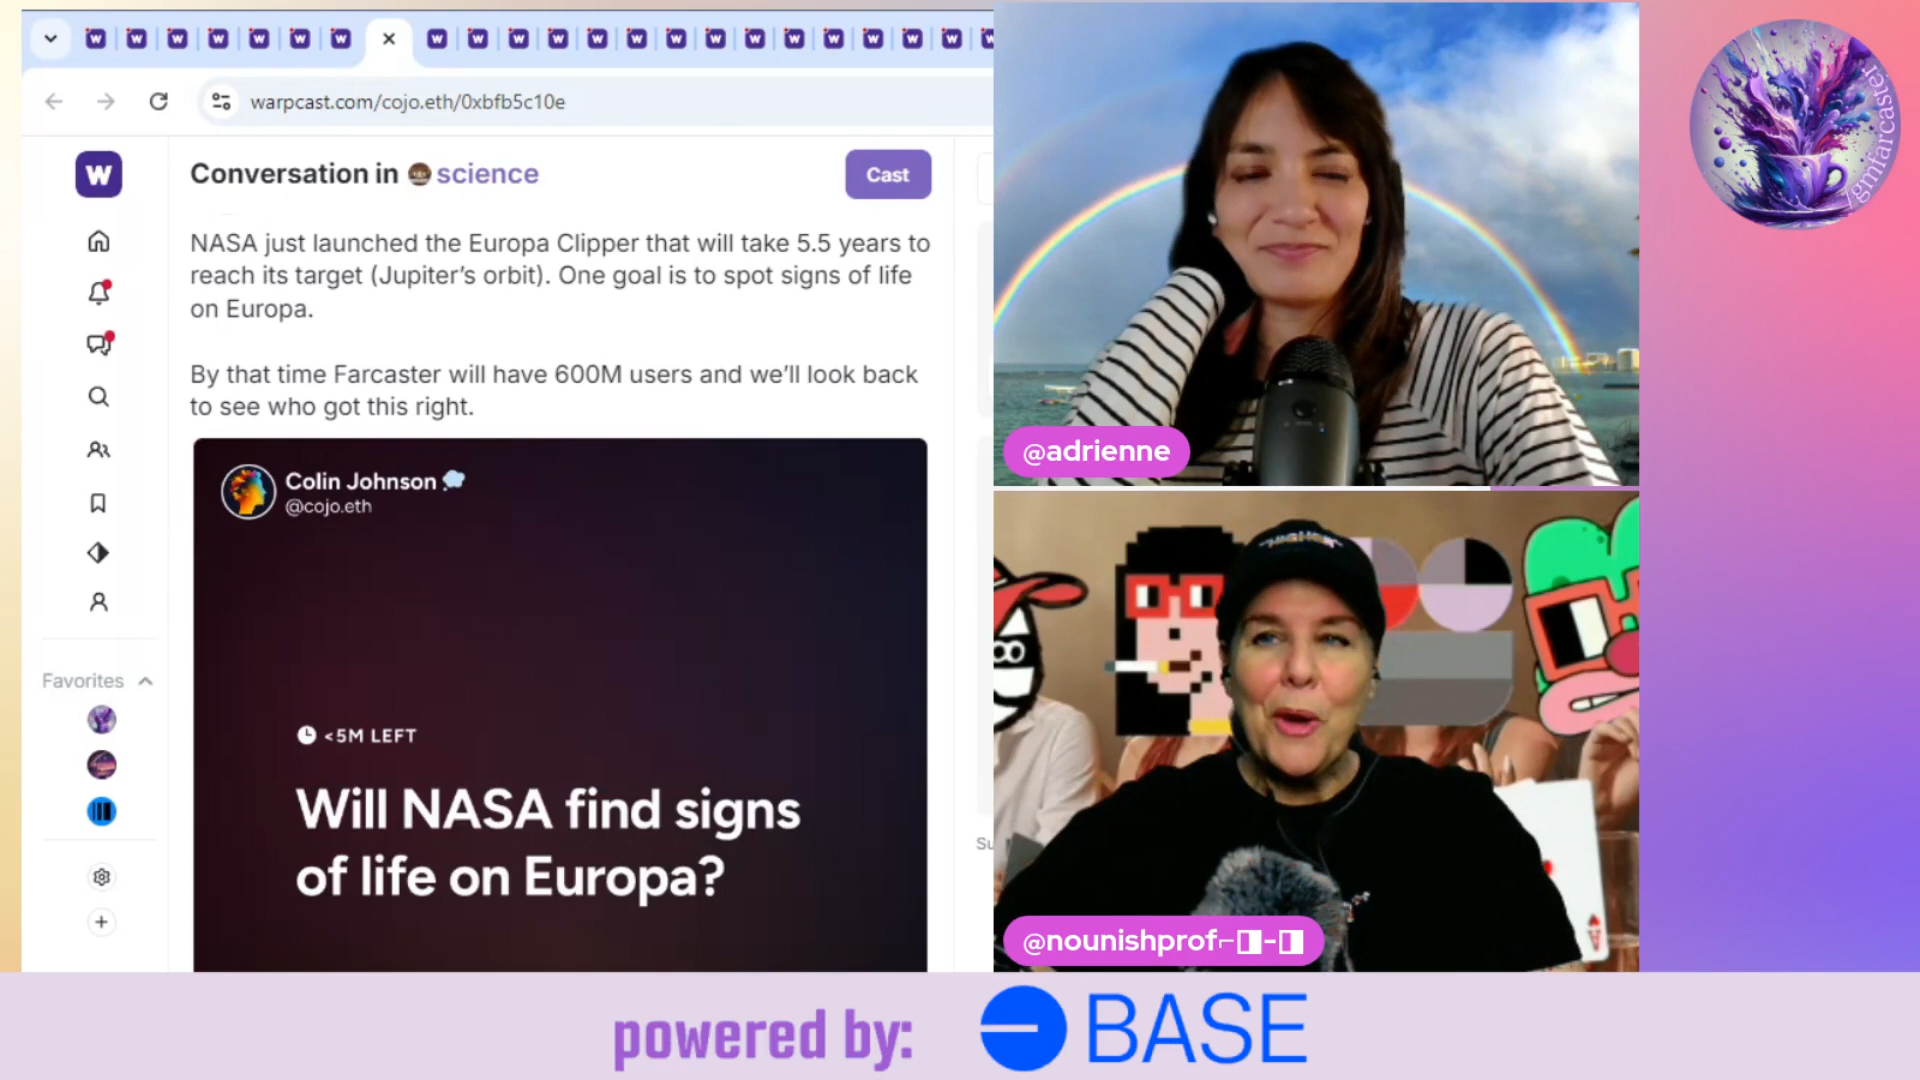 warpcast.com/cojo.eth/0xbfb5c10e
W
Conversation in science
Cast
NASA just launched the Europa Clipper that will take 5.5 years to
reach its target (Jupiter's orbit). One goal is to spot signs of life
on Europa.
By that time Farcaster will have 600M users and we'll look back
to see who got this right.
Colin Johnson
@cojo.eth
<5M LEFT
Will NASA find signs
of life on Europa?
Favorites
Su
@adrienne
HIGHER
@nounishprof
/gmfarcaster
powered by:
BASE